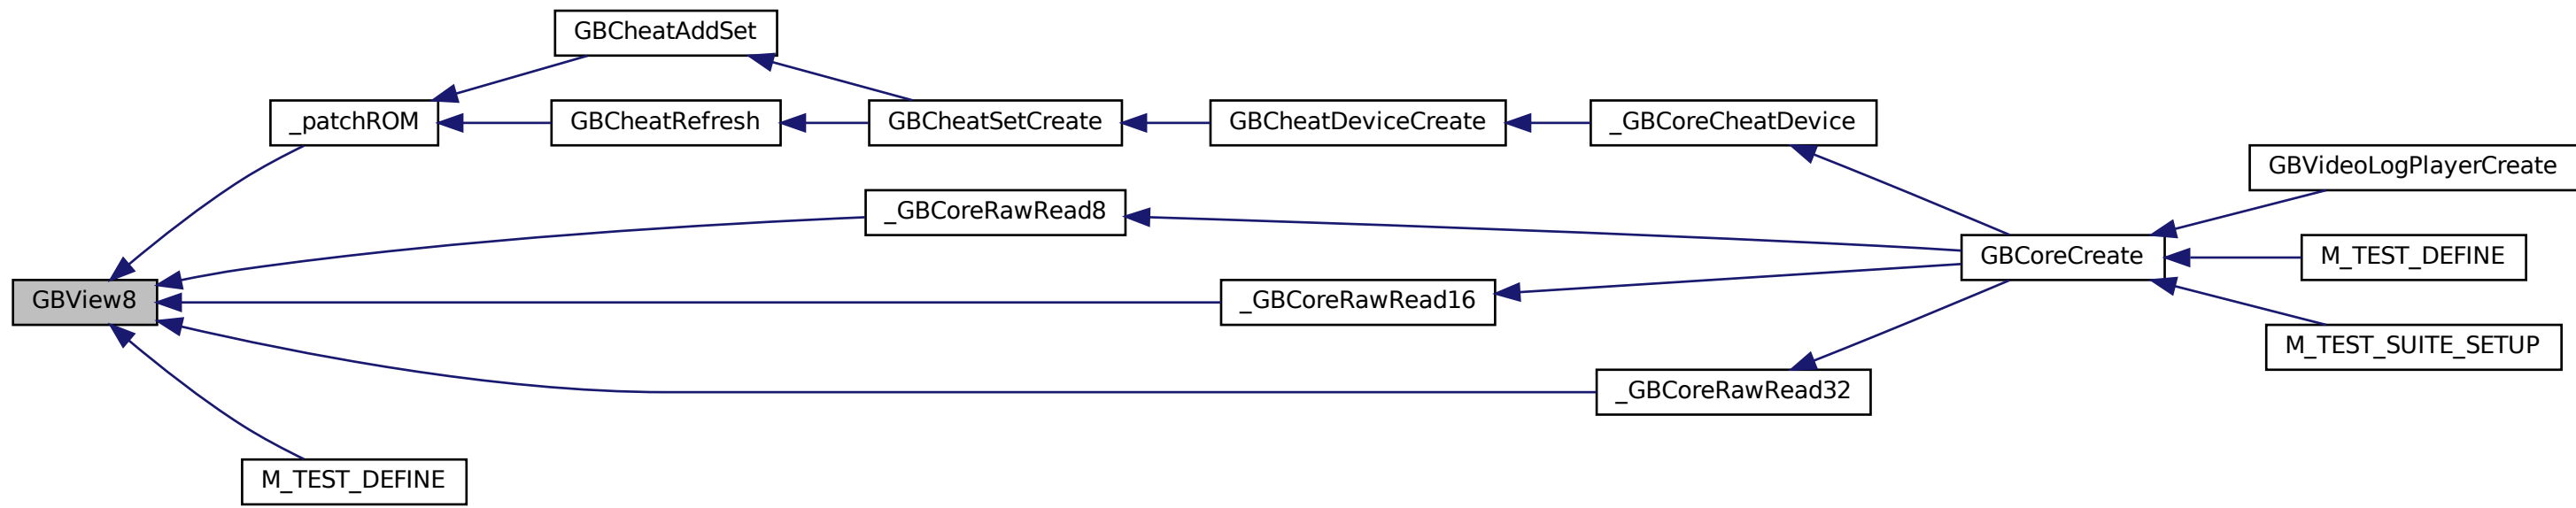 GBCheatAddSet
_patchROM
GBCheatRefresh
GBCheatSetCreate
GBCheatDeviceCreate
_GBCoreCheatDevice
GBVideoLogPlayerCreate
_GBCoreRawRead8
GBCoreCreate
M_TEST_DEFINE
GBView8
_GBCoreRawRead16
M_TEST_SUITE_SETUP
_GBCoreRawRead32
M_TEST_DEFINE